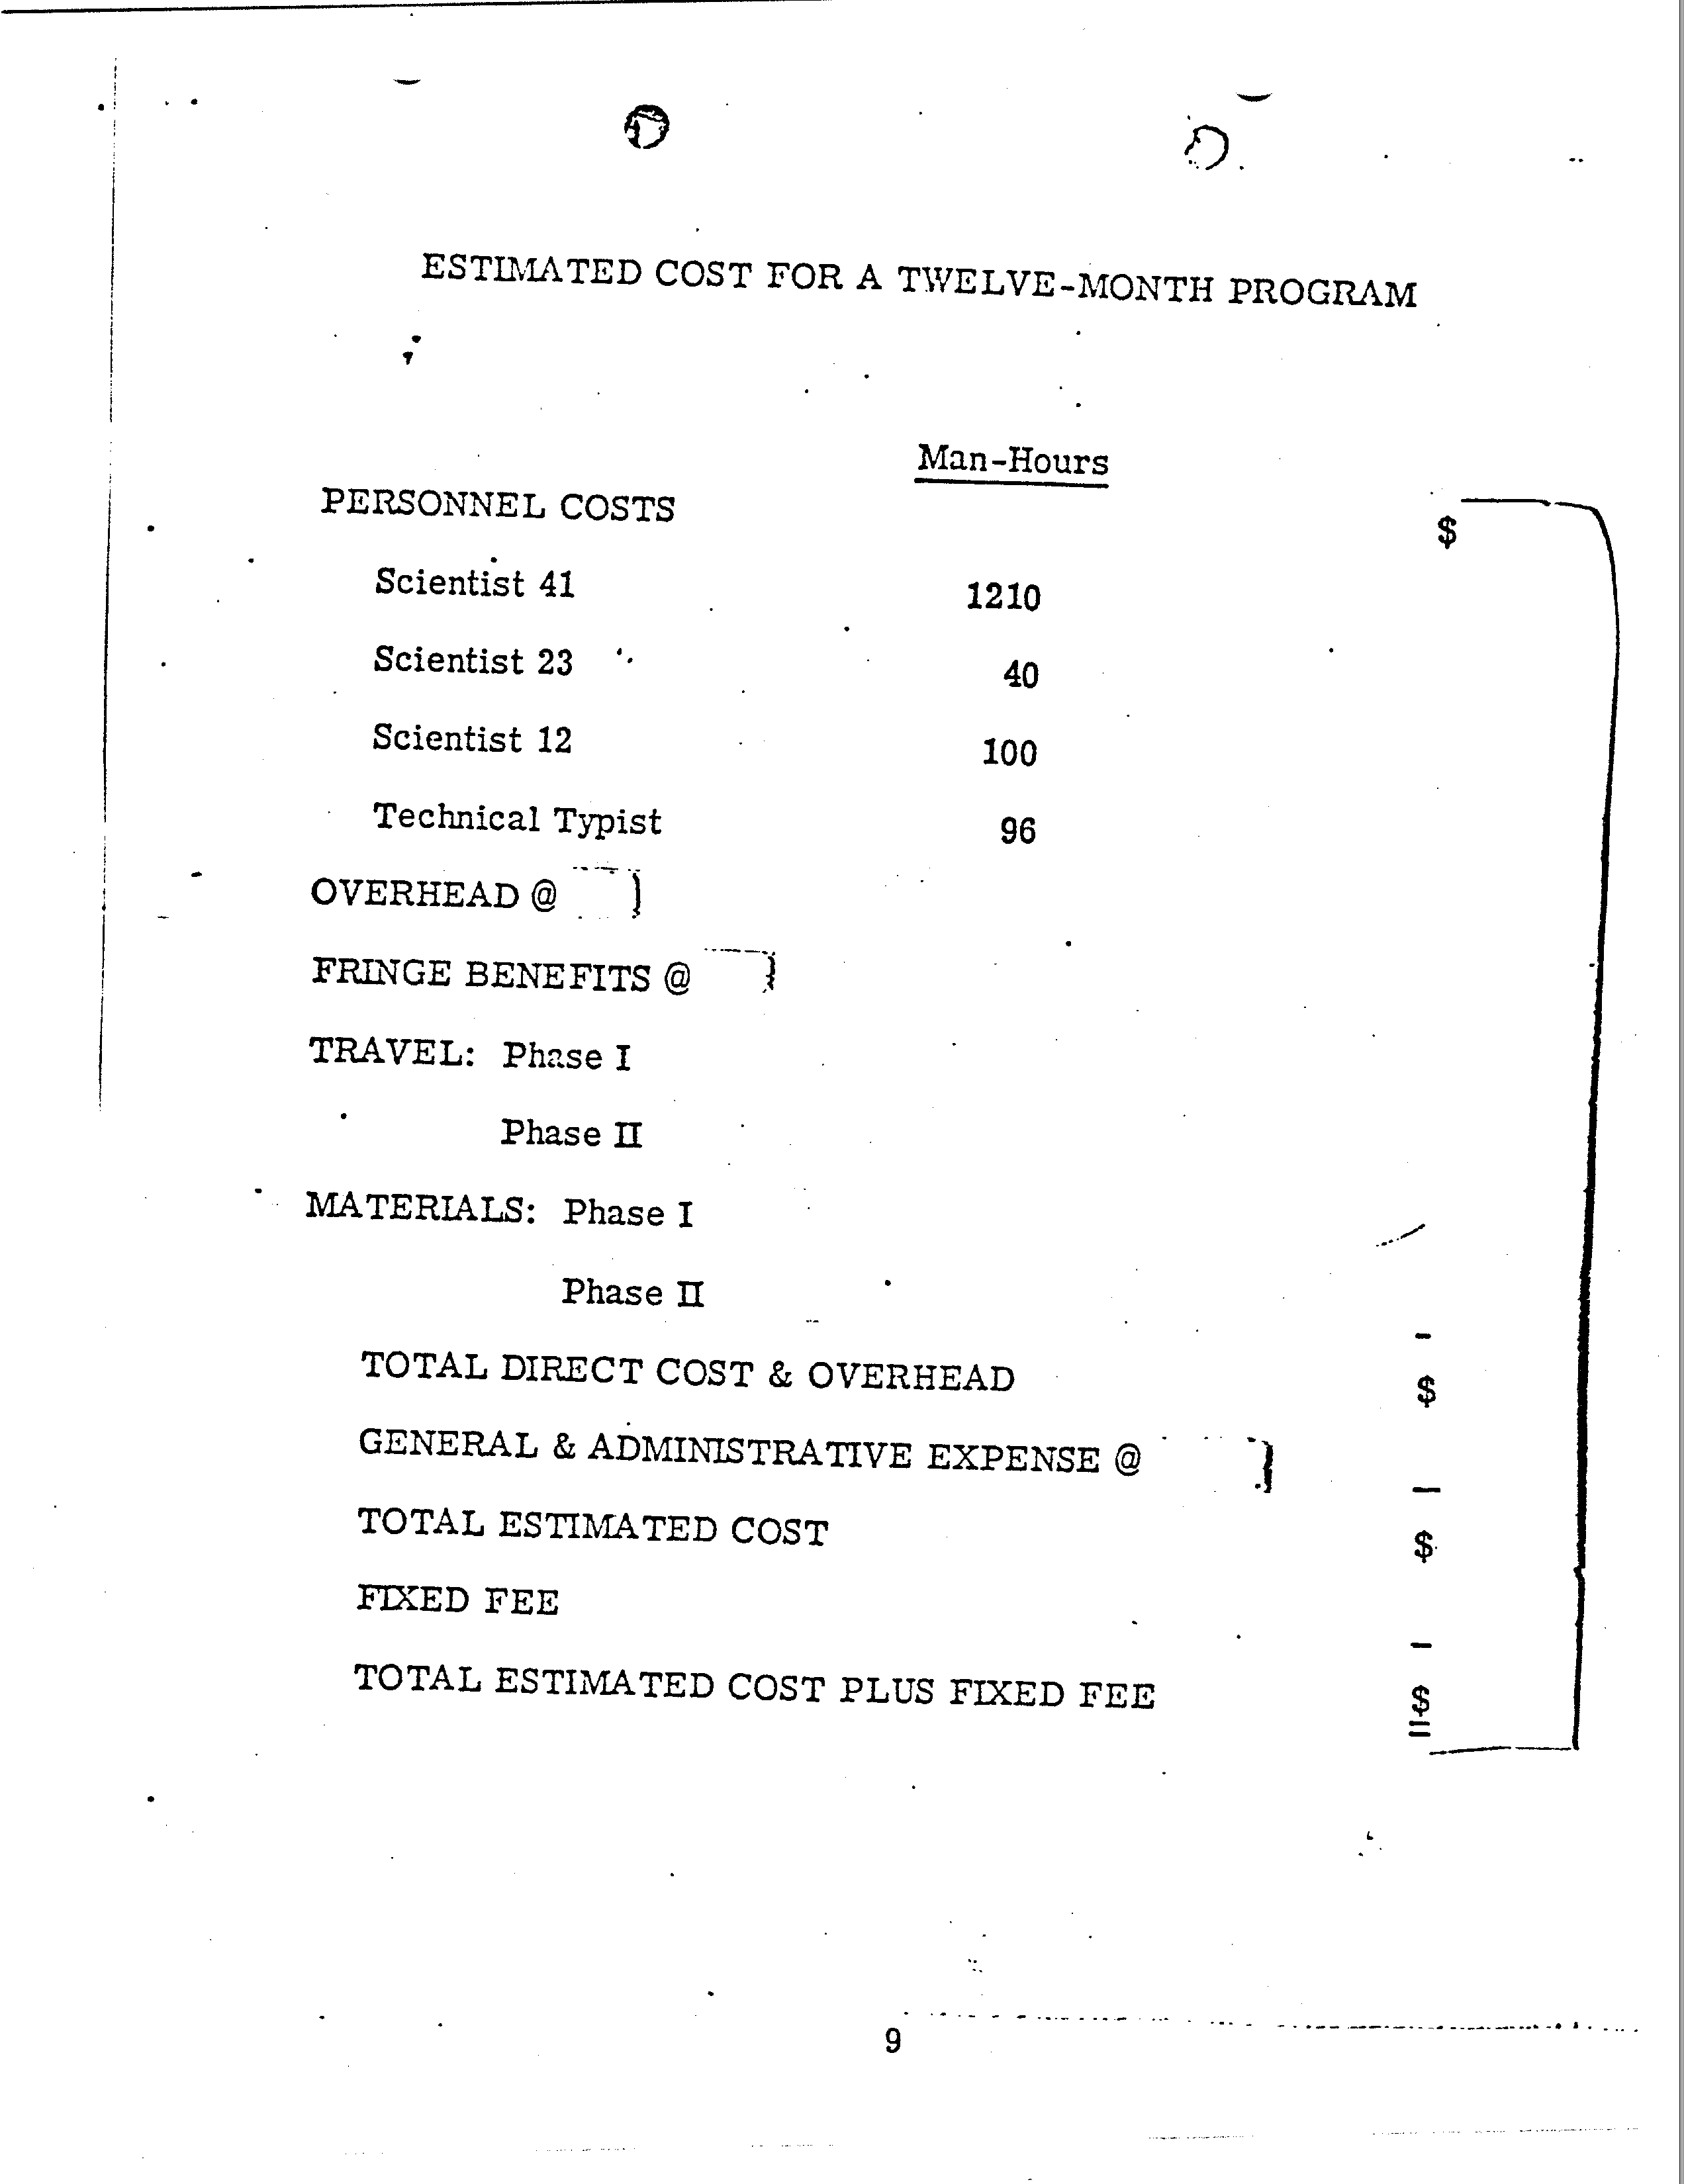 ESTIMATED COST FOR A TWELVE-MONTH PROGRAM
Man-Hours
PERSONNEL COSTS $
Scientist 41 1210
Scientist 23 40
Scientist 12 100
Technical Typist 96
OVERHEAD @
FRINGE BENEFITS @
TRAVEL: Phase I
Phase II
MATERIALS: Phase I
Phase II
TOTAL DIRECT COST & OVERHEAD $
GENERAL & ADMINISTRATIVE EXPENSE @
TOTAL ESTIMATED COST $
FIXED FEE
TOTAL ESTIMATED COST PLUS FIXED FEE $
9